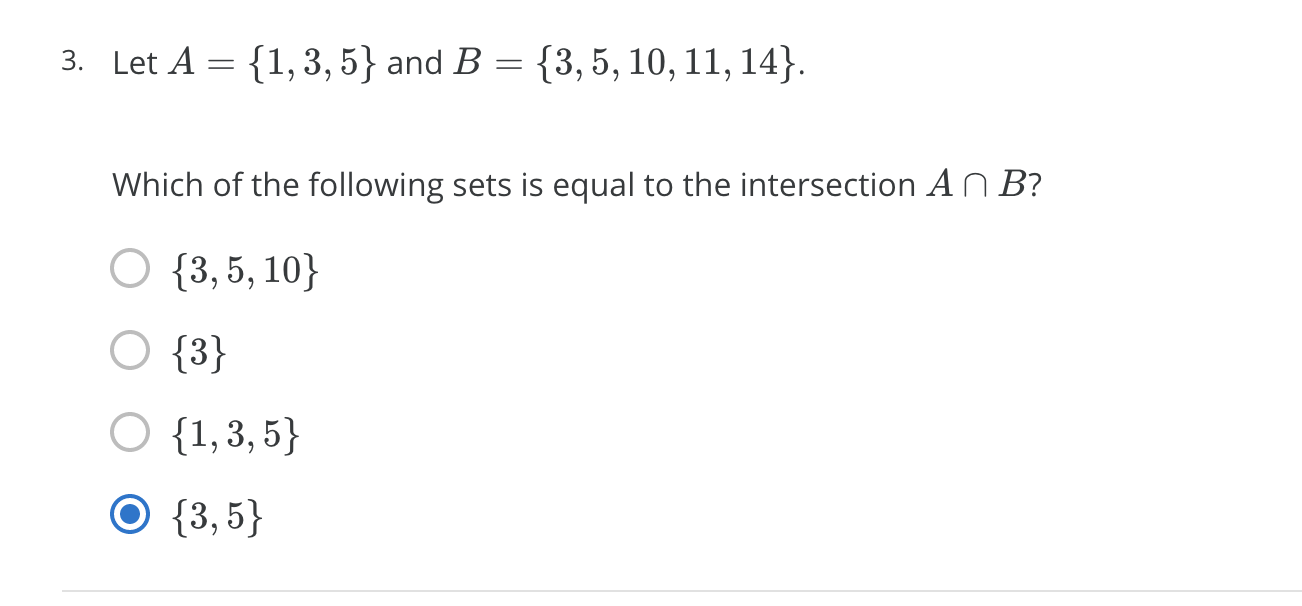 3. Let A = {1, 3, 5} and B = {3, 5, 10, 11, 14}.
Which of the following sets is equal to the intersection A ∩ B?
{3, 5, 10}
{3}
{1, 3, 5}
{3, 5}